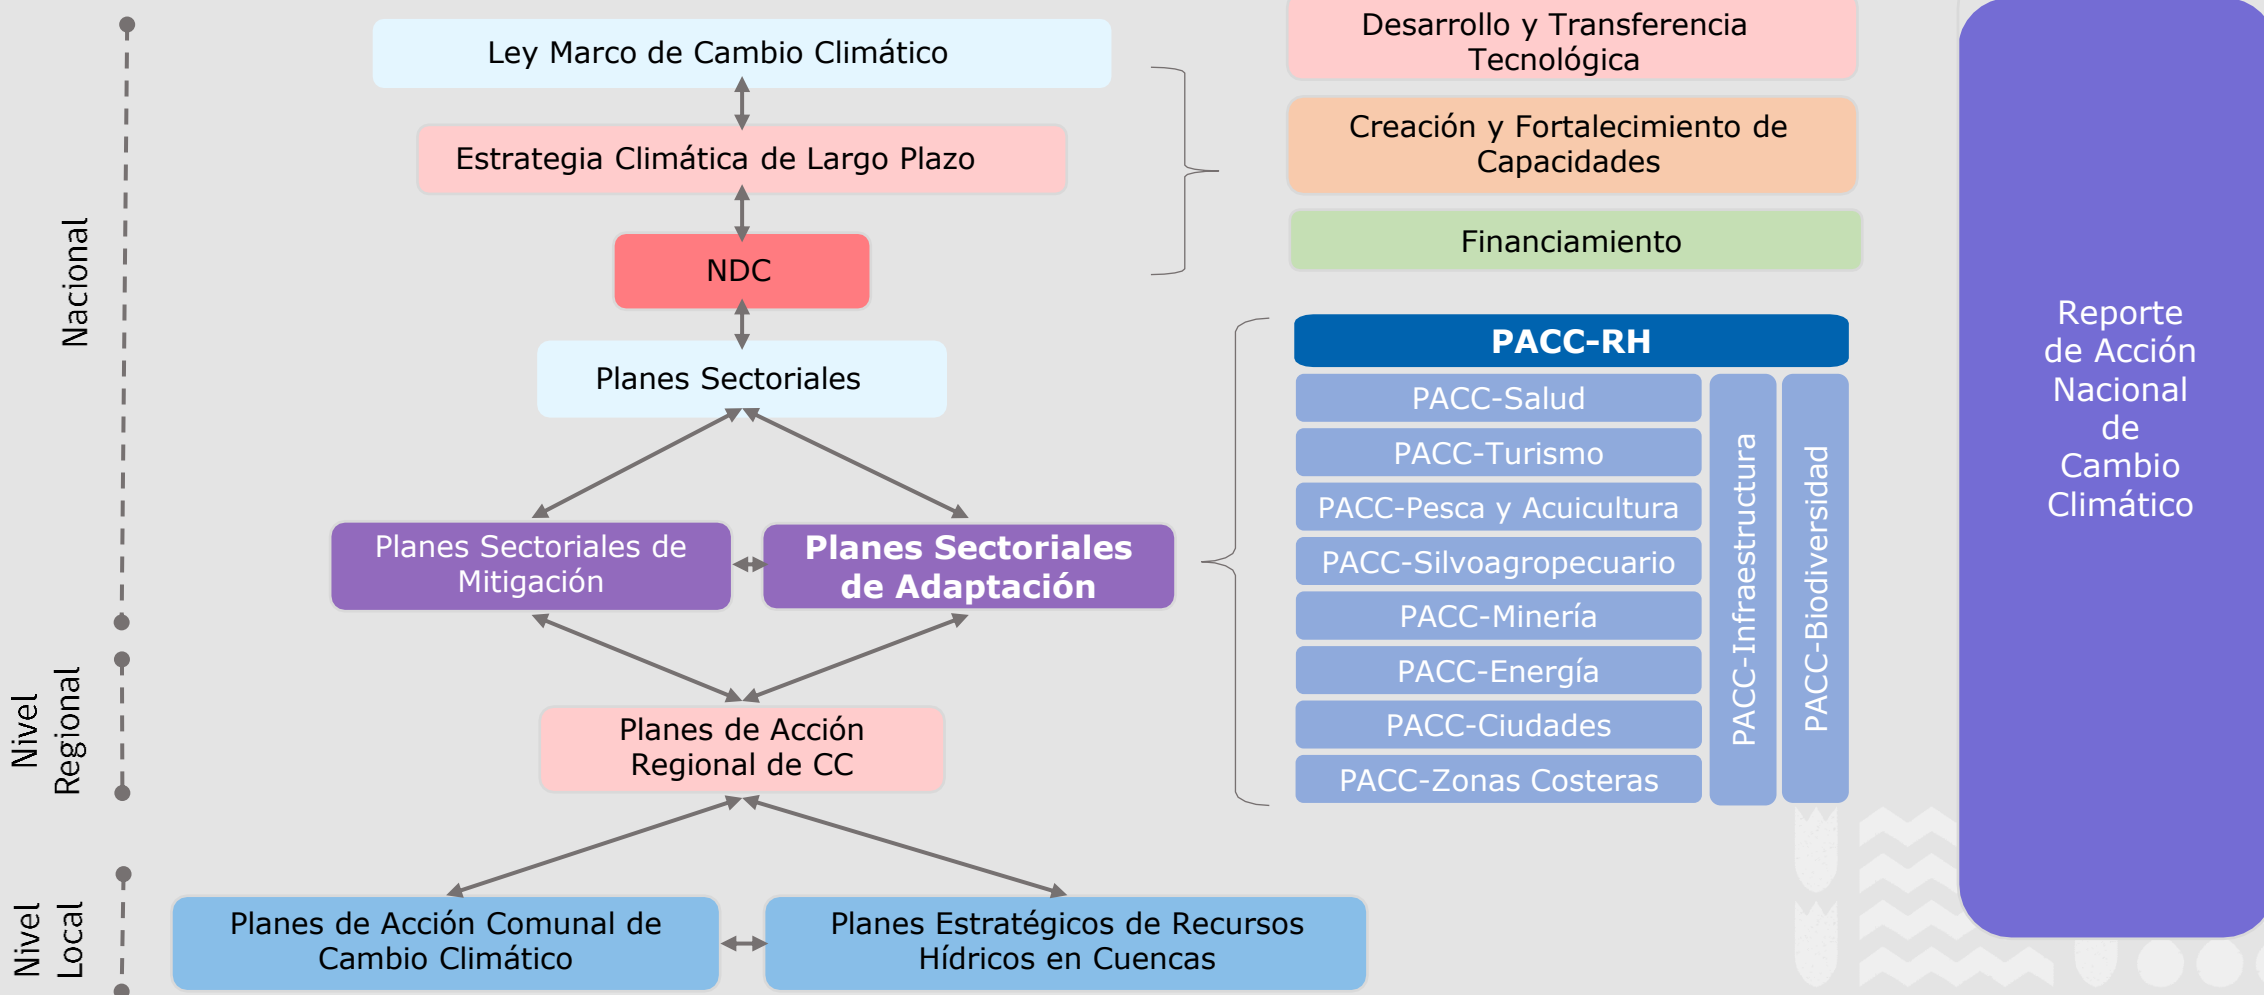 Nacional
Nivel
Regional
Nivel
Local
Ley Marco de Cambio Climático
Estrategia Climática de Largo Plazo
NDC
Planes Sectoriales
Planes Sectoriales de
Mitigación
Planes Sectoriales
de Adaptación
Planes de Acción
Regional de CC
Planes de Acción Comunal de
Cambio Climático
Planes Estratégicos de Recursos
Hídricos en Cuencas
Desarrollo y Transferencia
Tecnológica
Creación y Fortalecimiento de
Capacidades
Financiamiento
PACC-RH
PACC-Salud
PACC-Turismo
PACC-Pesca y Acuicultura
PACC-Silvoagropecuario
PACC-Minería
PACC-Energía
PACC-Ciudades
PACC-Zonas Costeras
PACC-Infraestructura
PACC-Biodiversidad
Reporte
de Acción
Nacional
de
Cambio
Climático